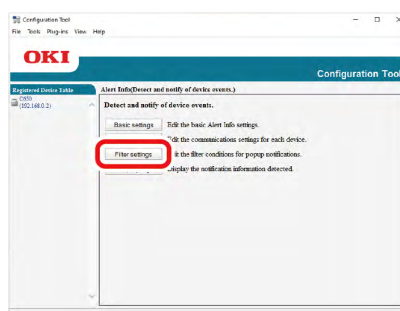 Configuration Tool
File Tools Plug-ins View Help
OKI
Configuration Tool
Registered Device Table
C650
(192.168.0.2)
Alert Info(Detect and notify of device events.)
Detect and notify of device events.
Basic settings Edit the basic Alert Info settings.
Edit the communications settings for each device.
Filter settings the filter conditions for popup notifications.
Display the notification information detected.